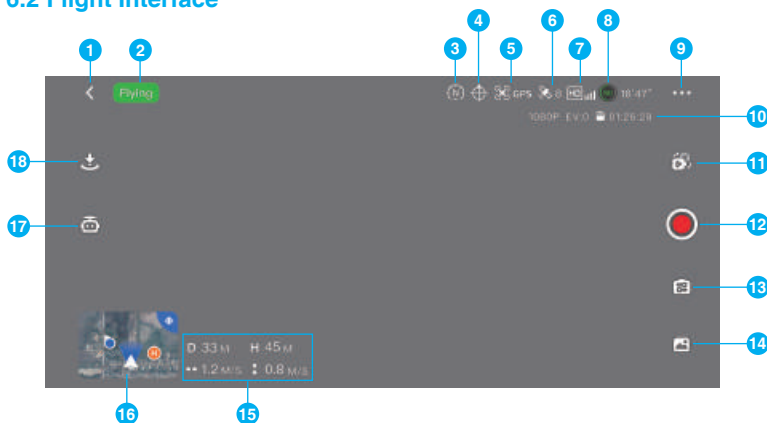 6.2 Flight Interface
3 4 5 6 7 8 9
1 2
Flying
N GPS 8 HD 18'47"
1080P EV:0 01:26:29
10
18
11
17
12
13
14
D 33 M H 45 M
1.2 M/S 0.8 M/S
H
16 15